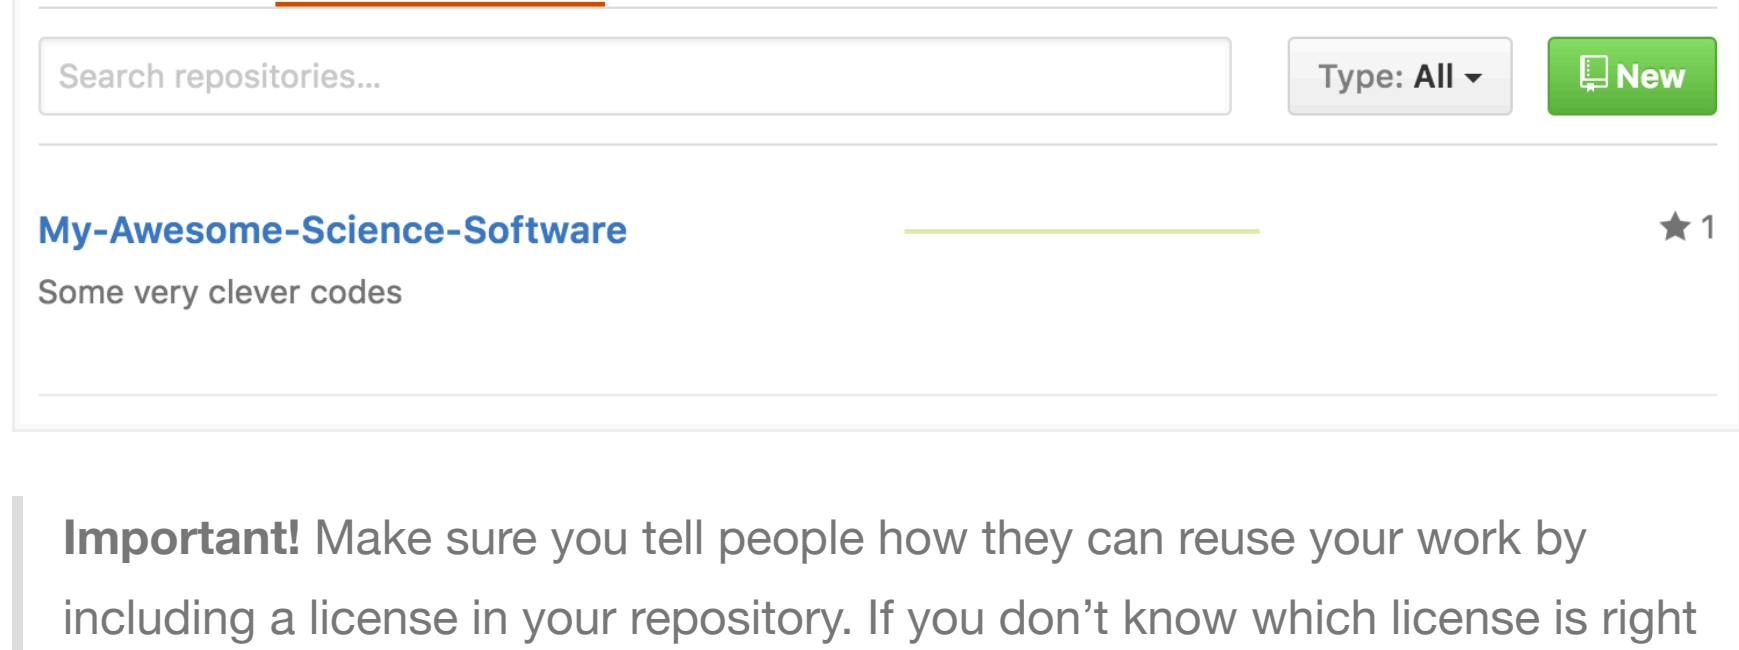 Search repositories...
Type: All
New
My-Awesome-Science-Software
1
Some very clever codes
Important! Make sure you tell people how they can reuse your work by
including a license in your repository. If you don’t know which license is right